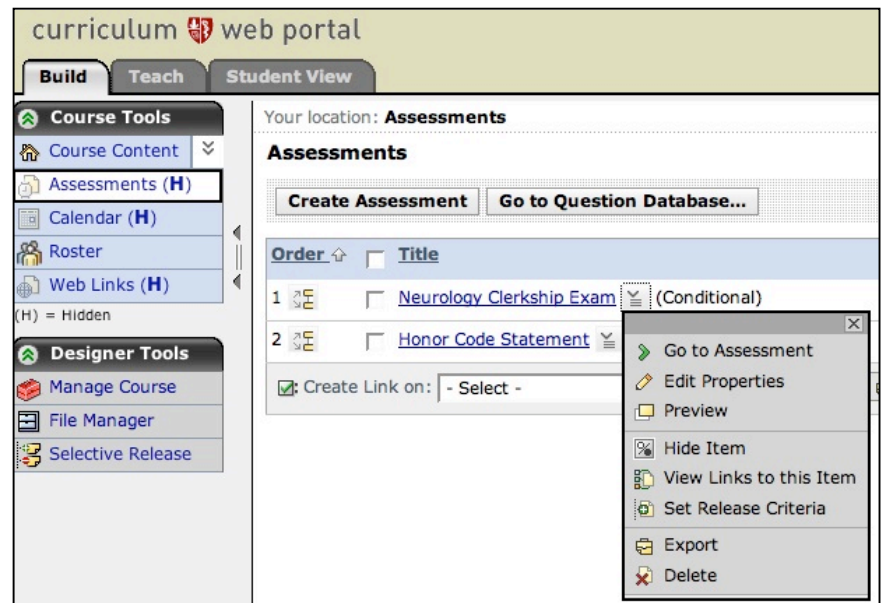 curriculum web portal
Build Teach Student View
Course Tools
Course Content
Assessments (H)
Calendar (H)
Roster
Web Links (H)
(H) = Hidden
Designer Tools
Manage Course
File Manager
Selective Release
Your location: Assessments
Assessments
Create Assessment Go to Question Database...
Order Title
1 Neurology Clerkship Exam (Conditional)
2 Honor Code Statement
: Create Link on: - Select -
Go to Assessment
Edit Properties
Preview
Hide Item
View Links to this Item
Set Release Criteria
Export
Delete